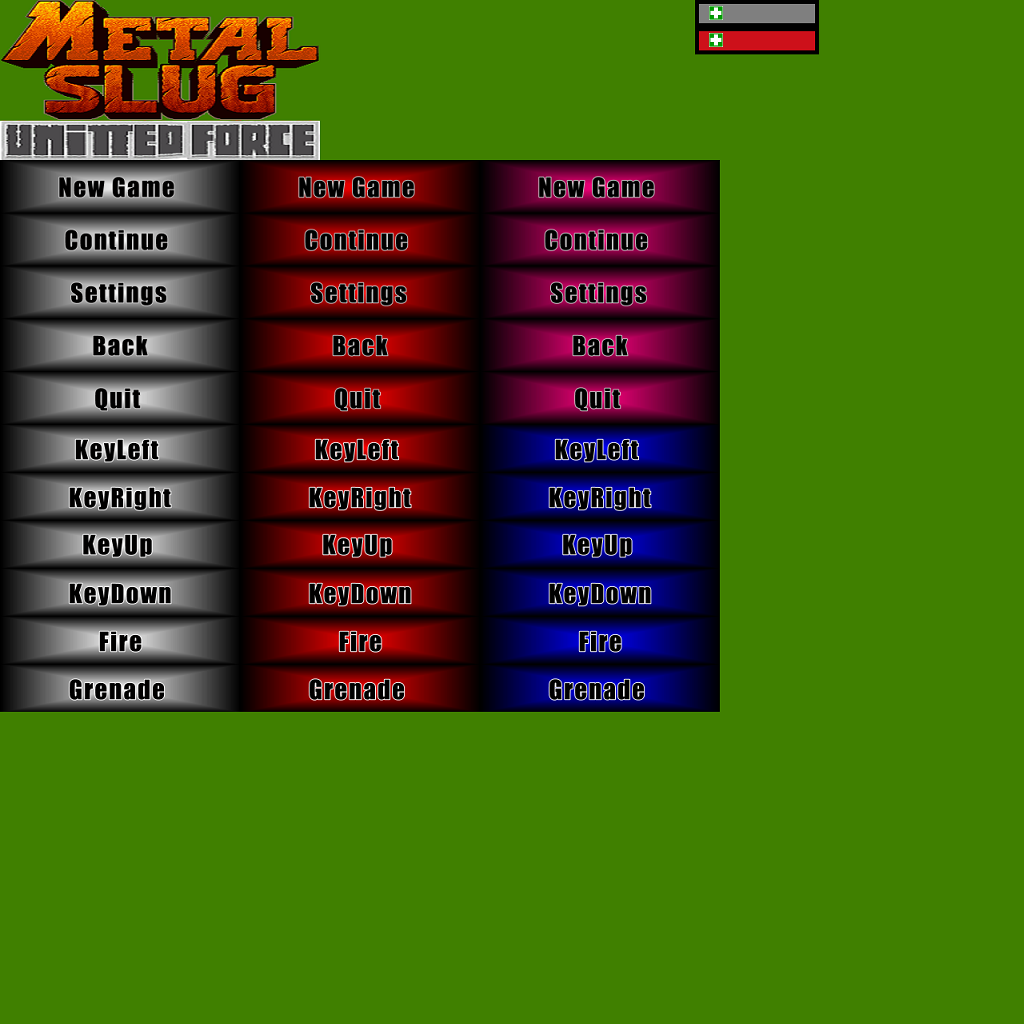 METAL
SLUG
UNITTED FORCE
New Game New Game New Game
Continue Continue Continue
Settings Settings Settings
Back Back Back
Quit Quit Quit
KeyLeft KeyLeft KeyLeft
KeyRight KeyRight KeyRight
KeyUp KeyUp KeyUp
KeyDown KeyDown KeyDown
Fire Fire Fire
Grenade Grenade Grenade